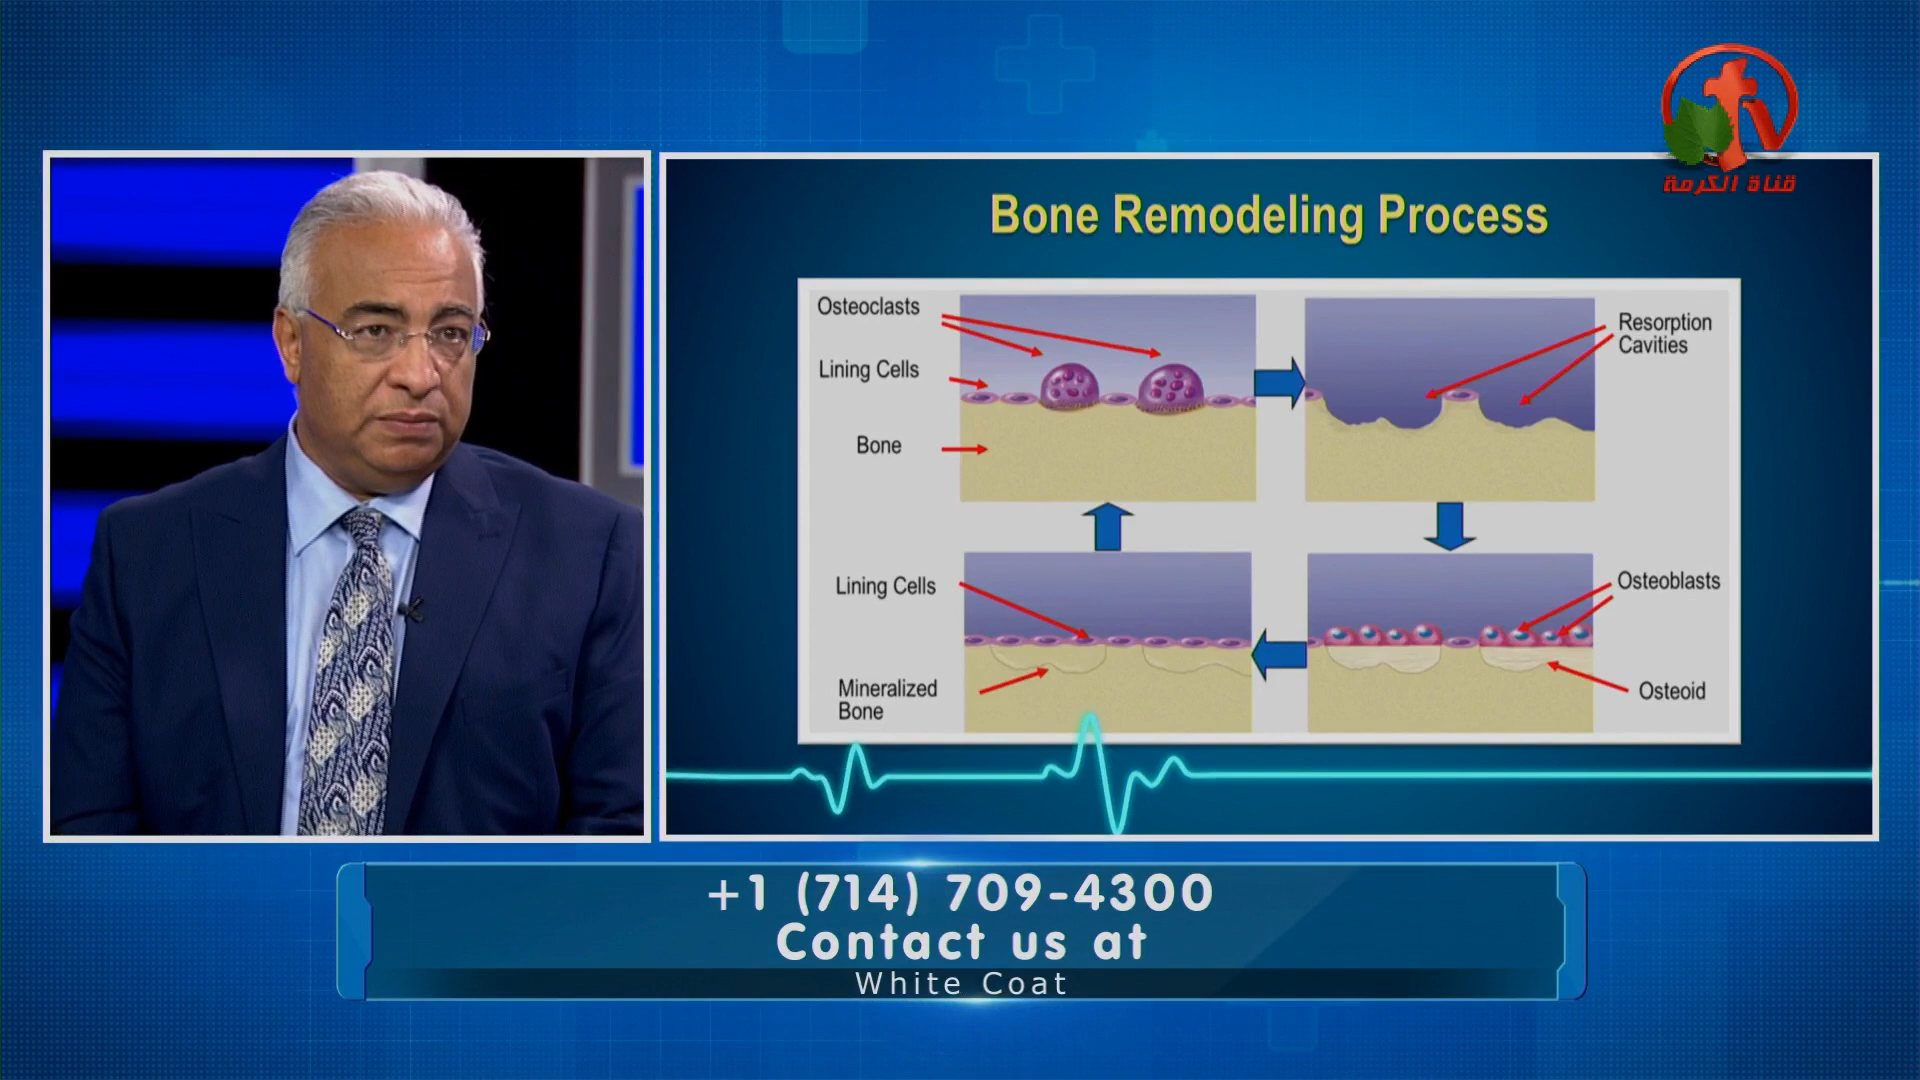 tv
قناة الكرمة
Bone Remodeling Process
Osteoclasts
Lining Cells
Bone
Resorption
Cavities
Lining Cells
Mineralized
Bone
Osteoblasts
Osteoid
+1 (714) 709-4300
Contact us at
White Coat